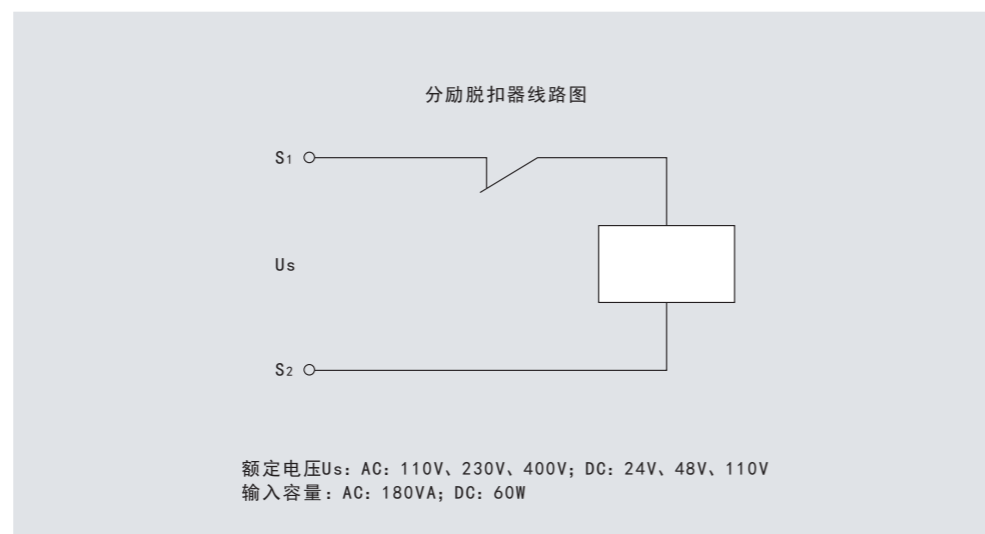 分励脱扣器线路图
S1
Us
S2
额定电压Us：AC：110V、230V、400V；DC：24V、48V、110V
输入容量：AC：180VA；DC：60W